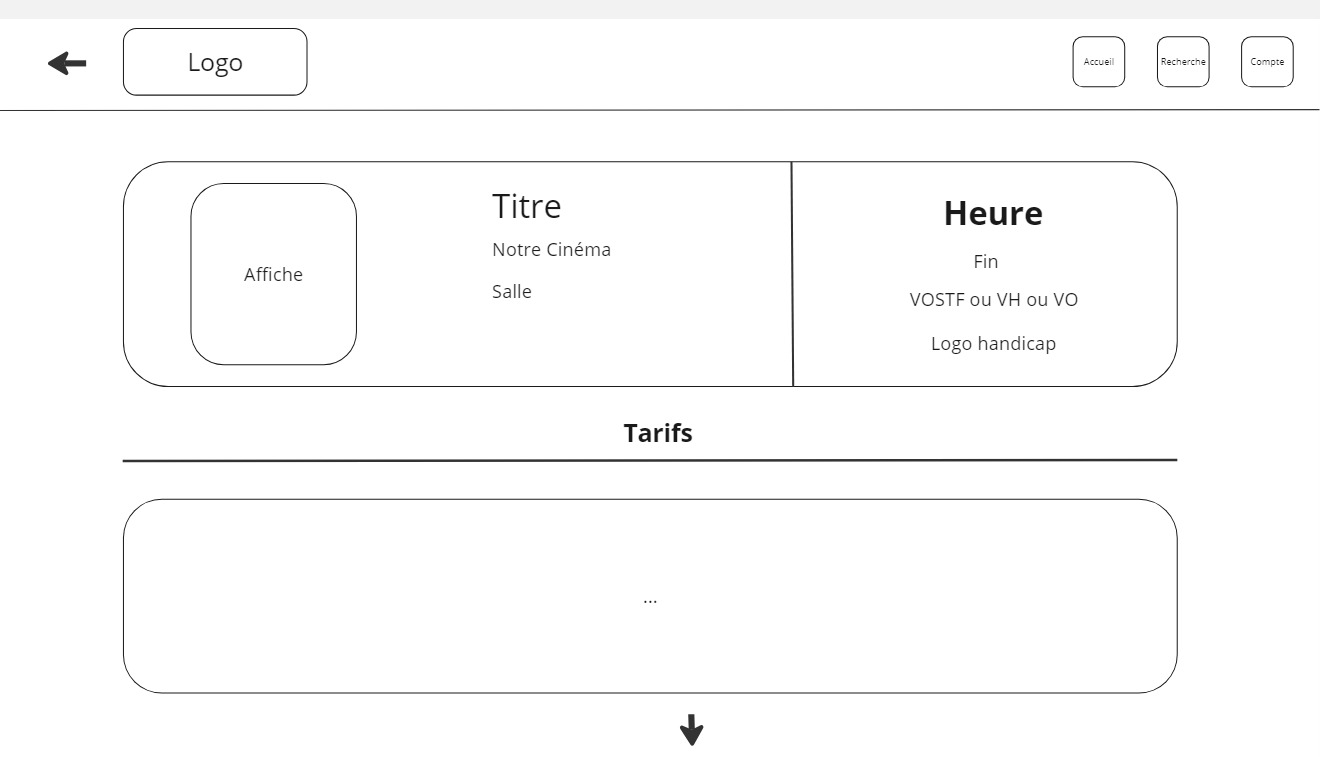 Logo
Accueil
Recherche
Compte
Affiche
Titre
Notre Cinéma
Salle
Heure
Fin
VOSTF ou VH ou VO
Logo handicap
Tarifs
...